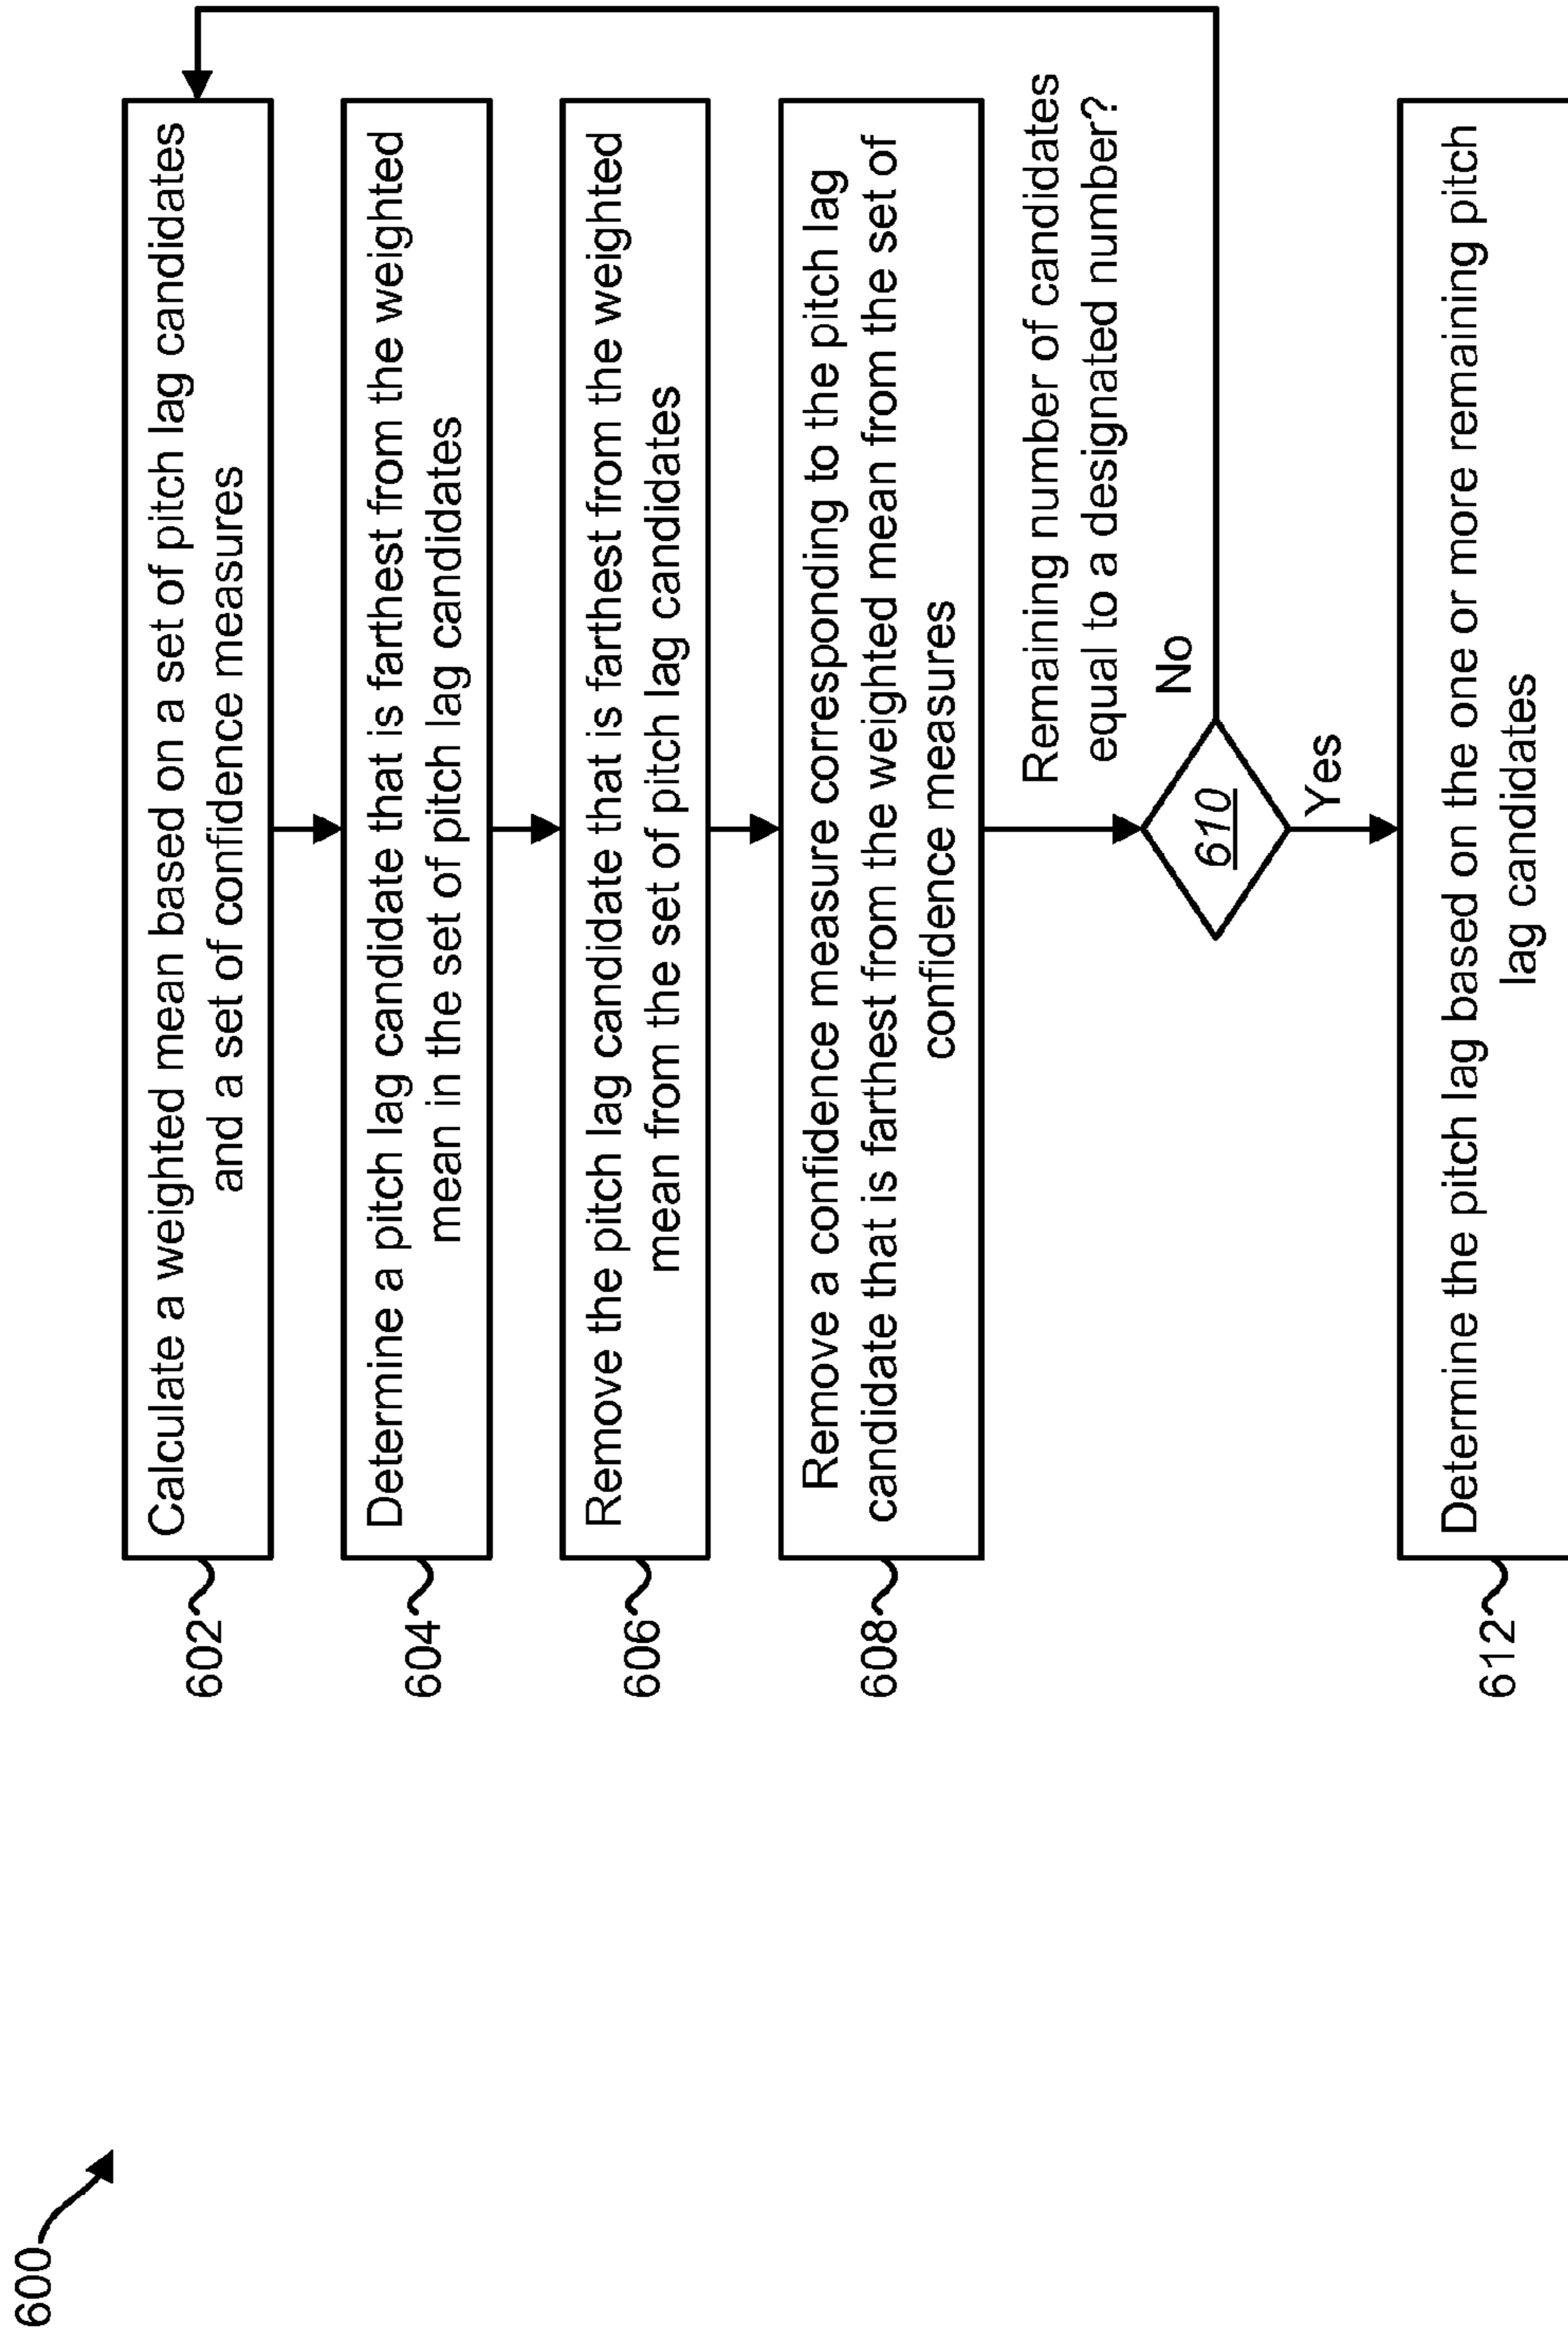 600
602
Calculate a weighted mean based on a set of pitch lag candidates
and a set of confidence measures
604
Determine a pitch lag candidate that is farthest from the weighted
mean in the set of pitch lag candidates
606
Remove the pitch lag candidate that is farthest from the weighted
mean from the set of pitch lag candidates
608
Remove a confidence measure corresponding to the pitch lag
candidate that is farthest from the weighted mean from the set of
confidence measures
Remaining number of candidates
equal to a designated number?
610
No
Yes
612
Determine the pitch lag based on the one or more remaining pitch
lag candidates